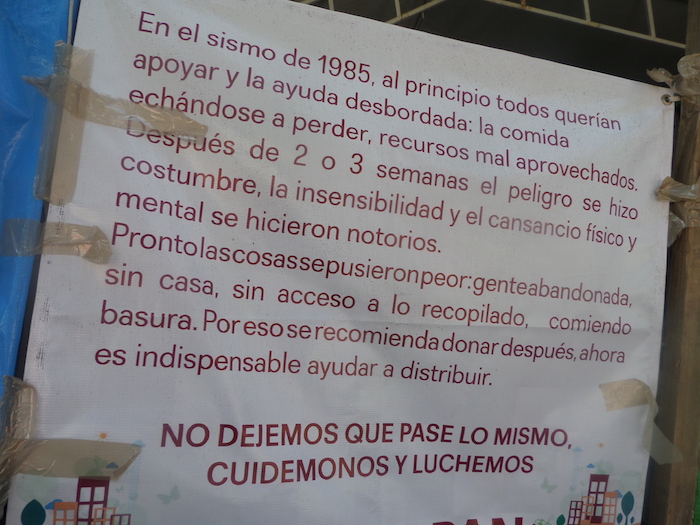 En el sismo de 1985, al principio todos querían
apoyar y la ayuda desbordada: la comida
echándose a perder, recursos mal aprovechados.
Después de 2 o 3 semanas el peligro se hizo
costumbre, la insensibilidad y el cansancio físico y
mental se hicieron notorios.
Prontolascosassepusieronpeor:genteabandonada,
sin casa, sin acceso a lo recopilado, comiendo
basura. Por eso se recomienda donar después, ahora
es indispensable ayudar a distribuir.
NO DEJEMOS QUE PASE LO MISMO,
CUIDEMONOS Y LUCHEMOS